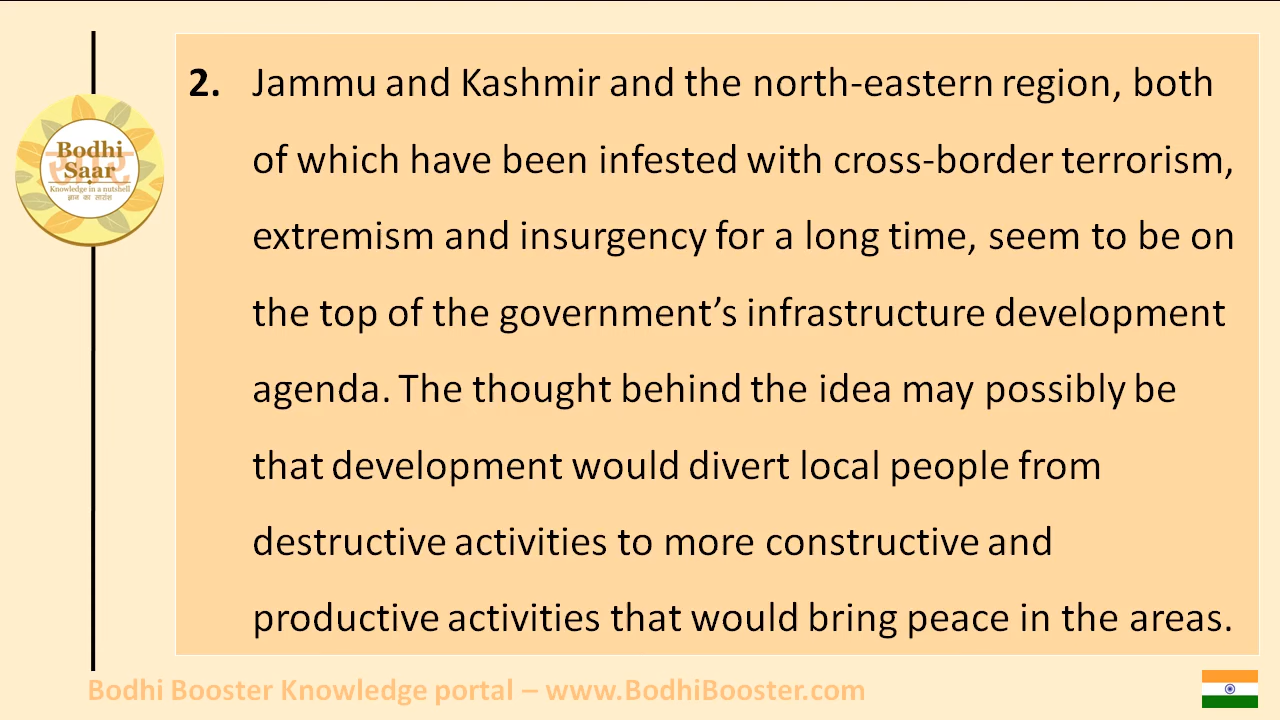 2. Jammu and Kashmir and the north-eastern region, both
of which have been infested with cross-border terrorism,
extremism and insurgency for a long time, seem to be on
the top of the government’s infrastructure development
agenda. The thought behind the idea may possibly be
that development would divert local people from
destructive activities to more constructive and
productive activities that would bring peace in the areas.
Bodhi
Saar
Knowledge in a nutshell
ज्ञान का सारांश
Bodhi Booster Knowledge portal – www.BodhiBooster.com